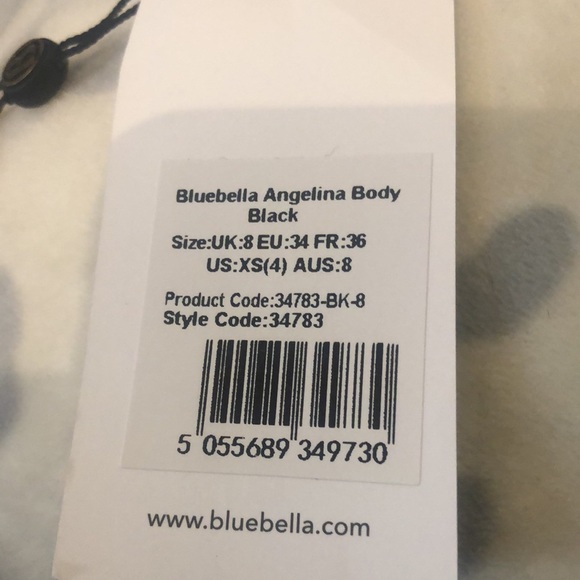 Bluebella Angelina Body
Black
Size:UK:8 EU:34 FR:36
US:XS(4) AUS:8
Product Code:34783-BK-8
Style Code:34783
5 055689 349730
www.bluebella.com